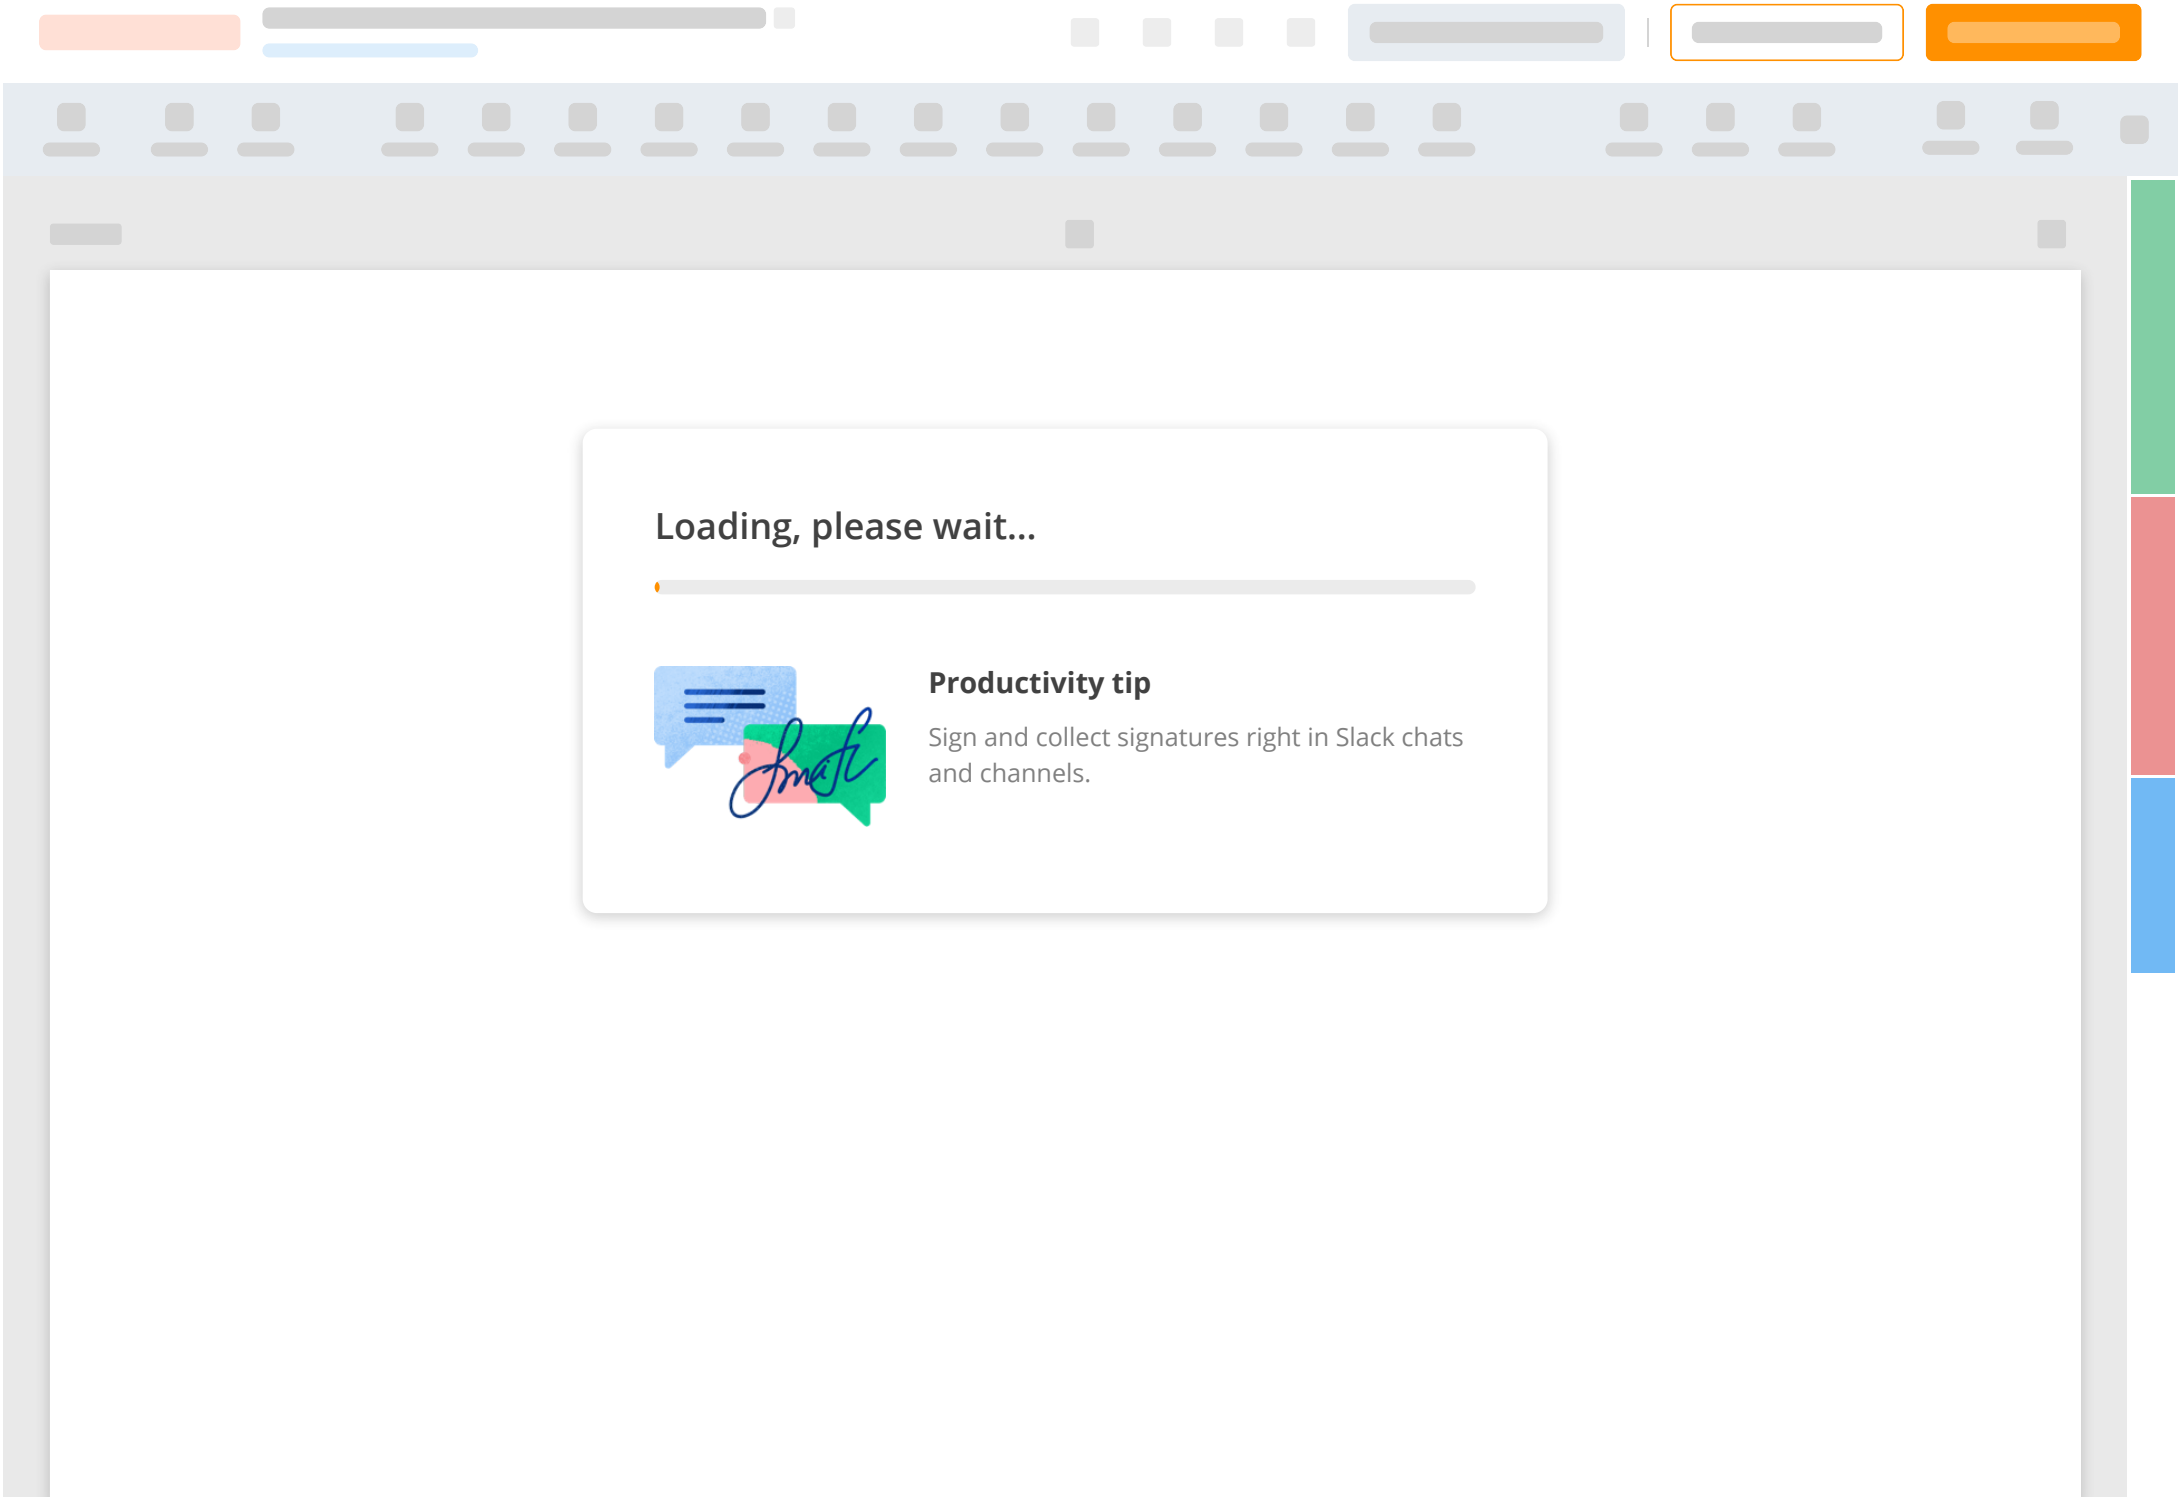 Loading, please wait...
Productivity tip
Sign and collect signatures right in Slack chats
and channels.